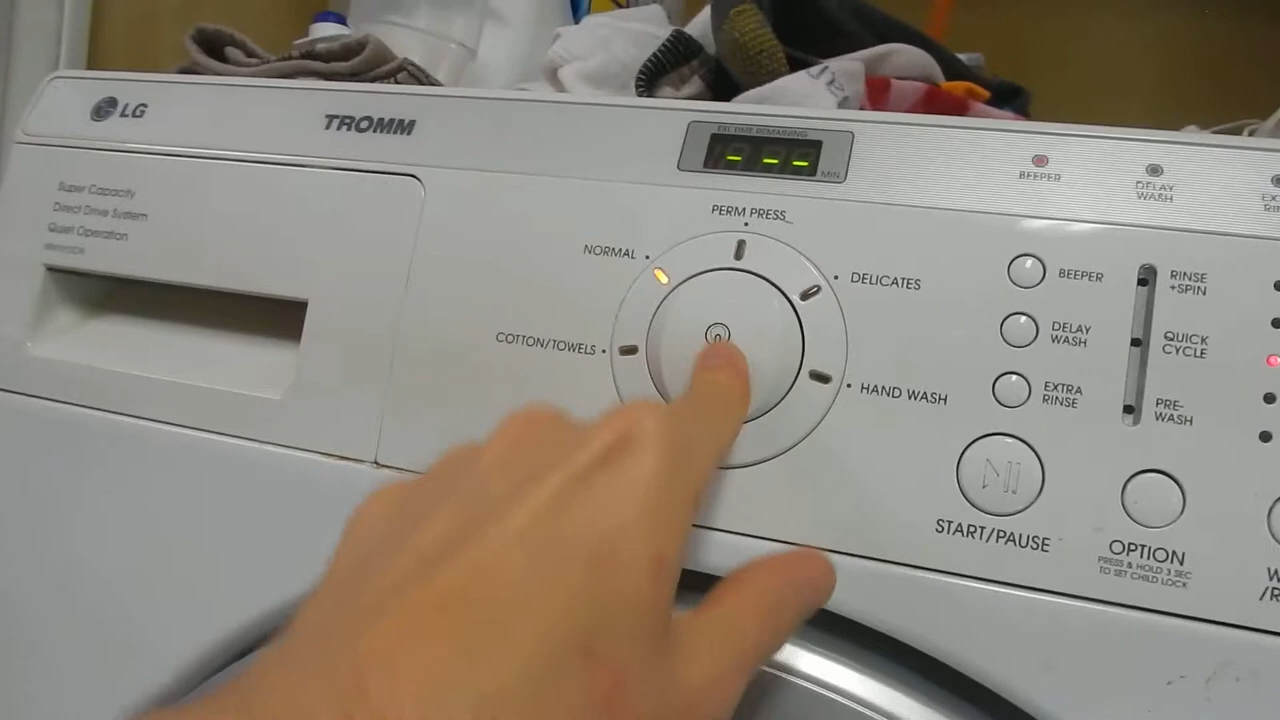 LG
TROMM
EST. TIME REMAINING
MIN
BEEPER
DELAY
WASH
Super Capacity
Direct Drive System
Quiet Operation
PERM PRESS
NORMAL
DELICATES
COTTON/TOWELS
HAND WASH
BEEPER
DELAY
WASH
EXTRA
RINSE
RINSE
+SPIN
QUICK
CYCLE
PRE-
WASH
START/PAUSE
OPTION
PRESS & HOLD 3 SEC
TO SET CHILD LOCK